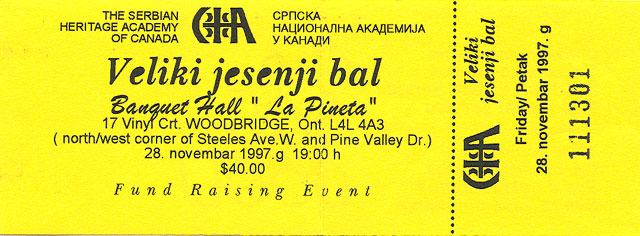 THE SERBIAN
HERITAGE ACADEMY
OF CANADA
СНА
СРПСКА
НАЦИОНАЛНА АКАДЕМИЈА
У КАНАДИ
Veliki jesenji bal
Banquet Hall " La Pineta"
17 Vinyl Crt. WOODBRIDGE, Ont. L4L 4A3
( north/west corner of Steeles Ave.W. and Pine Valley Dr.)
28. novembar 1997.g 19:00 h
$40.00
Fund Raising Event
СНА
Veliki
jesenji bal
Friday/ Petak
28. novembar 1997. g
111301